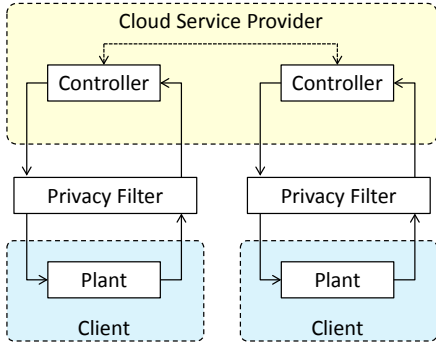 Cloud Service Provider
Controller Controller
Privacy Filter Privacy Filter
Plant Plant
Client Client